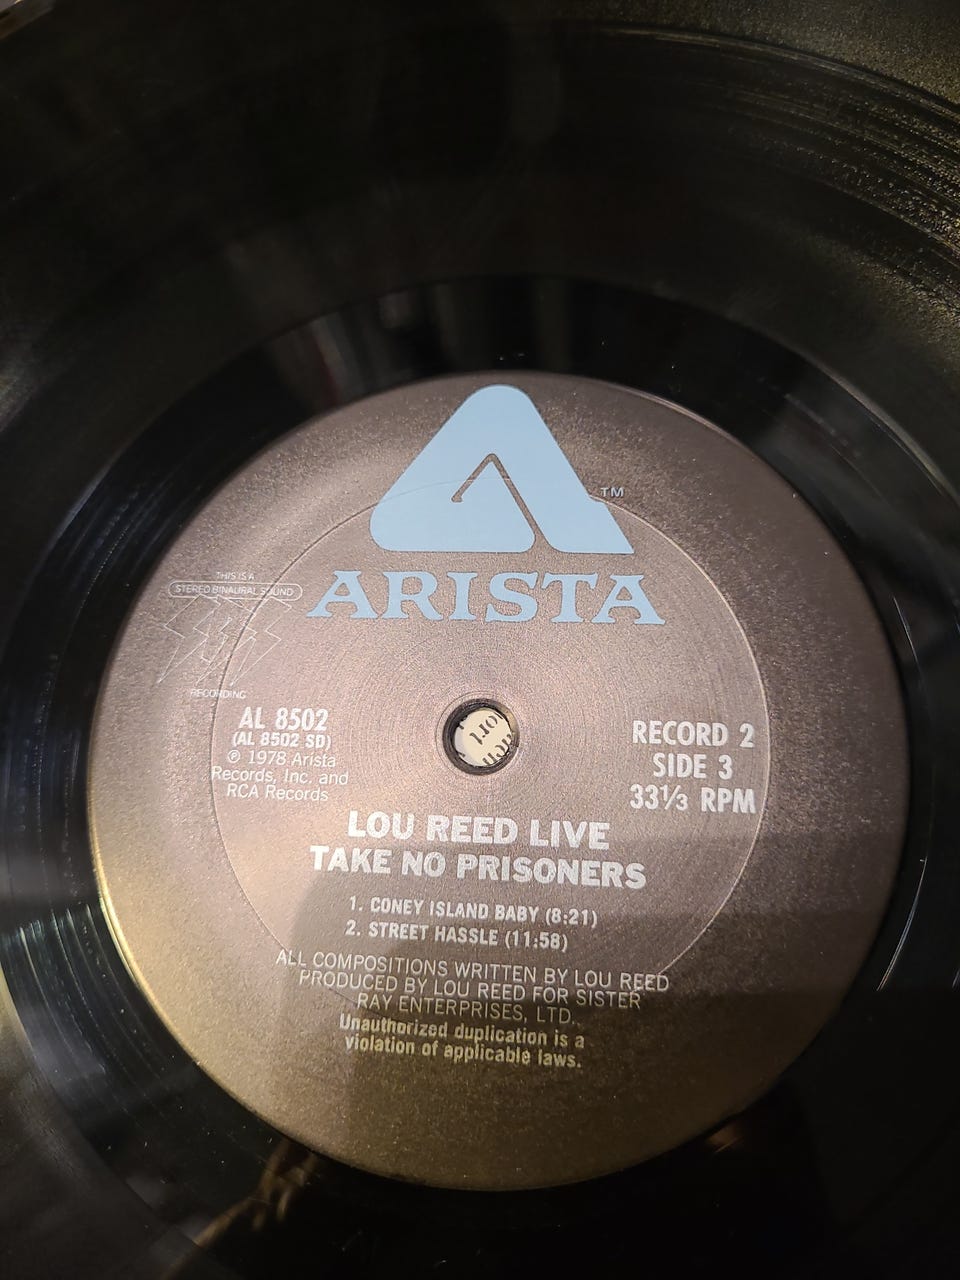 ™
ARISTA
THIS IS A
STEREO BINAURAL SOUND
RECORDING
AL 8502
(AL 8502 SD)
℗ 1978 Arista
Records, Inc. and
RCA Records
RECORD 2
SIDE 3
33⅓ RPM
LOU REED LIVE
TAKE NO PRISONERS
1. CONEY ISLAND BABY (8:21)
2. STREET HASSLE (11:58)
ALL COMPOSITIONS WRITTEN BY LOU REED
PRODUCED BY LOU REED FOR SISTER
RAY ENTERPRISES, LTD.
Unauthorized duplication is a
violation of applicable laws.